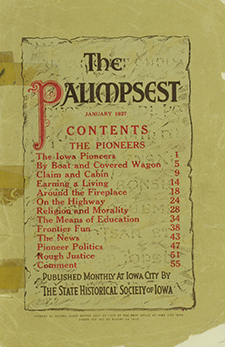 The
PALIMPSEST
JANUARY 1927
CONTENTS
THE PIONEERS
The Iowa Pioneers 1
By Boat and Covered Wagon 5
Claim and Cabin 9
Earning a Living 14
Around the Fireplace 18
On the Highway 24
Religion and Morality 28
The Means of Education 34
Frontier Fun 38
The News 43
Pioneer Politics 47
Rough Justice 51
Comment 55
PUBLISHED MONTHLY AT IOWA CITY BY
THE STATE HISTORICAL SOCIETY OF IOWA